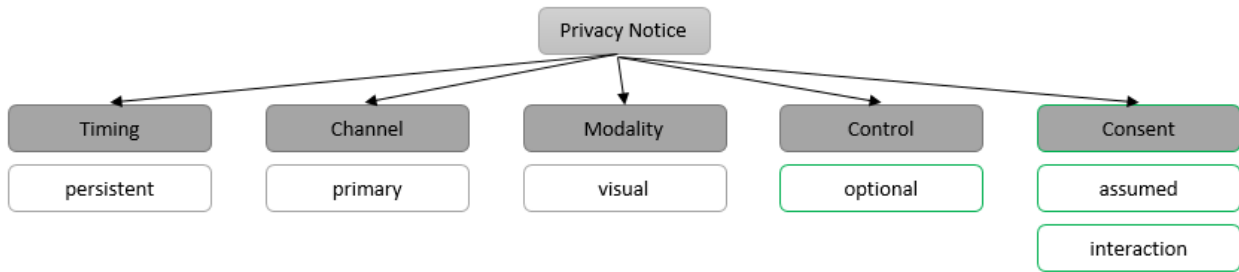 Privacy Notice
Timing
Channel
Modality
Control
Consent
persistent
primary
visual
optional
assumed
interaction